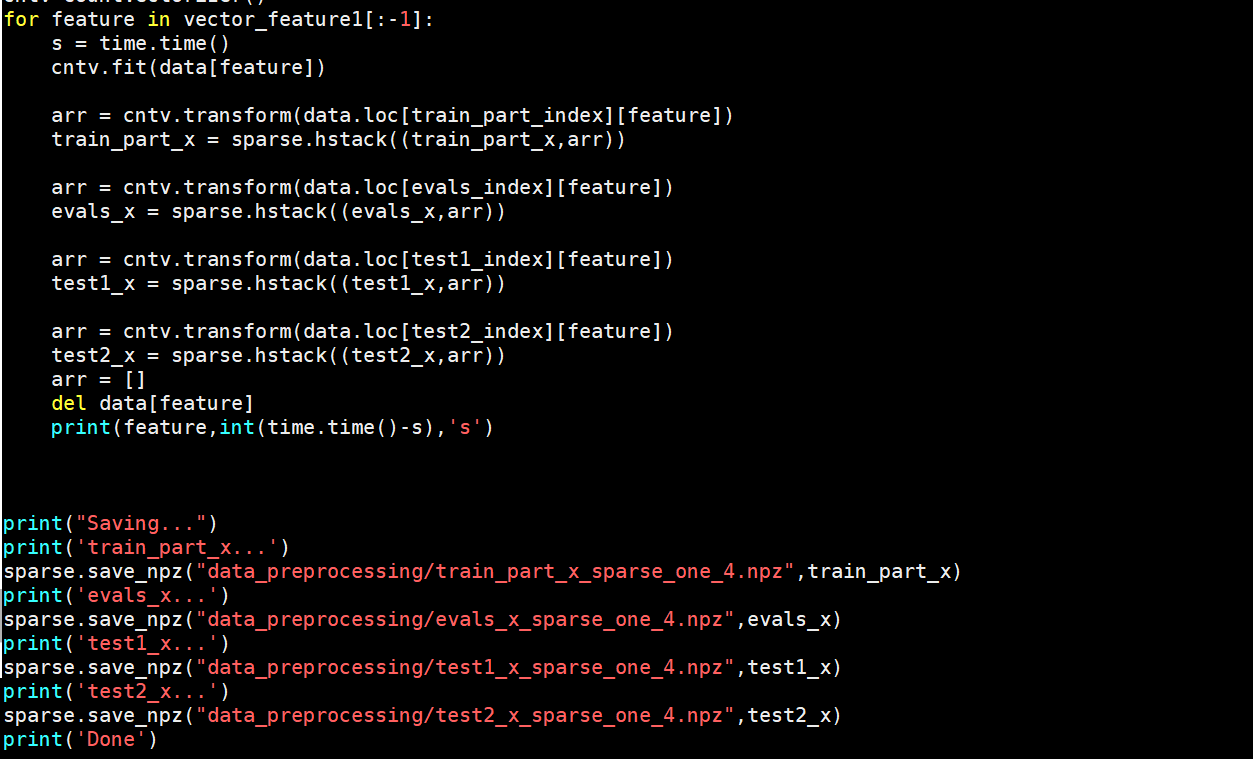 for feature in vector_feature1[:-1]:
    s = time.time()
    cntv.fit(data[feature])
    arr = cntv.transform(data.loc[train_part_index][feature])
    train_part_x = sparse.hstack((train_part_x,arr))
    arr = cntv.transform(data.loc[evals_index][feature])
    evals_x = sparse.hstack((evals_x,arr))
    arr = cntv.transform(data.loc[test1_index][feature])
    test1_x = sparse.hstack((test1_x,arr))
    arr = cntv.transform(data.loc[test2_index][feature])
    test2_x = sparse.hstack((test2_x,arr))
    arr = []
    del data[feature]
    print(feature,int(time.time()-s),'s')
print("Saving...")
print('train_part_x...')
sparse.save_npz("data_preprocessing/train_part_x_sparse_one_4.npz",train_part_x)
print('evals_x...')
sparse.save_npz("data_preprocessing/evals_x_sparse_one_4.npz",evals_x)
print('test1_x...')
sparse.save_npz("data_preprocessing/test1_x_sparse_one_4.npz",test1_x)
print('test2_x...')
sparse.save_npz("data_preprocessing/test2_x_sparse_one_4.npz",test2_x)
print('Done')